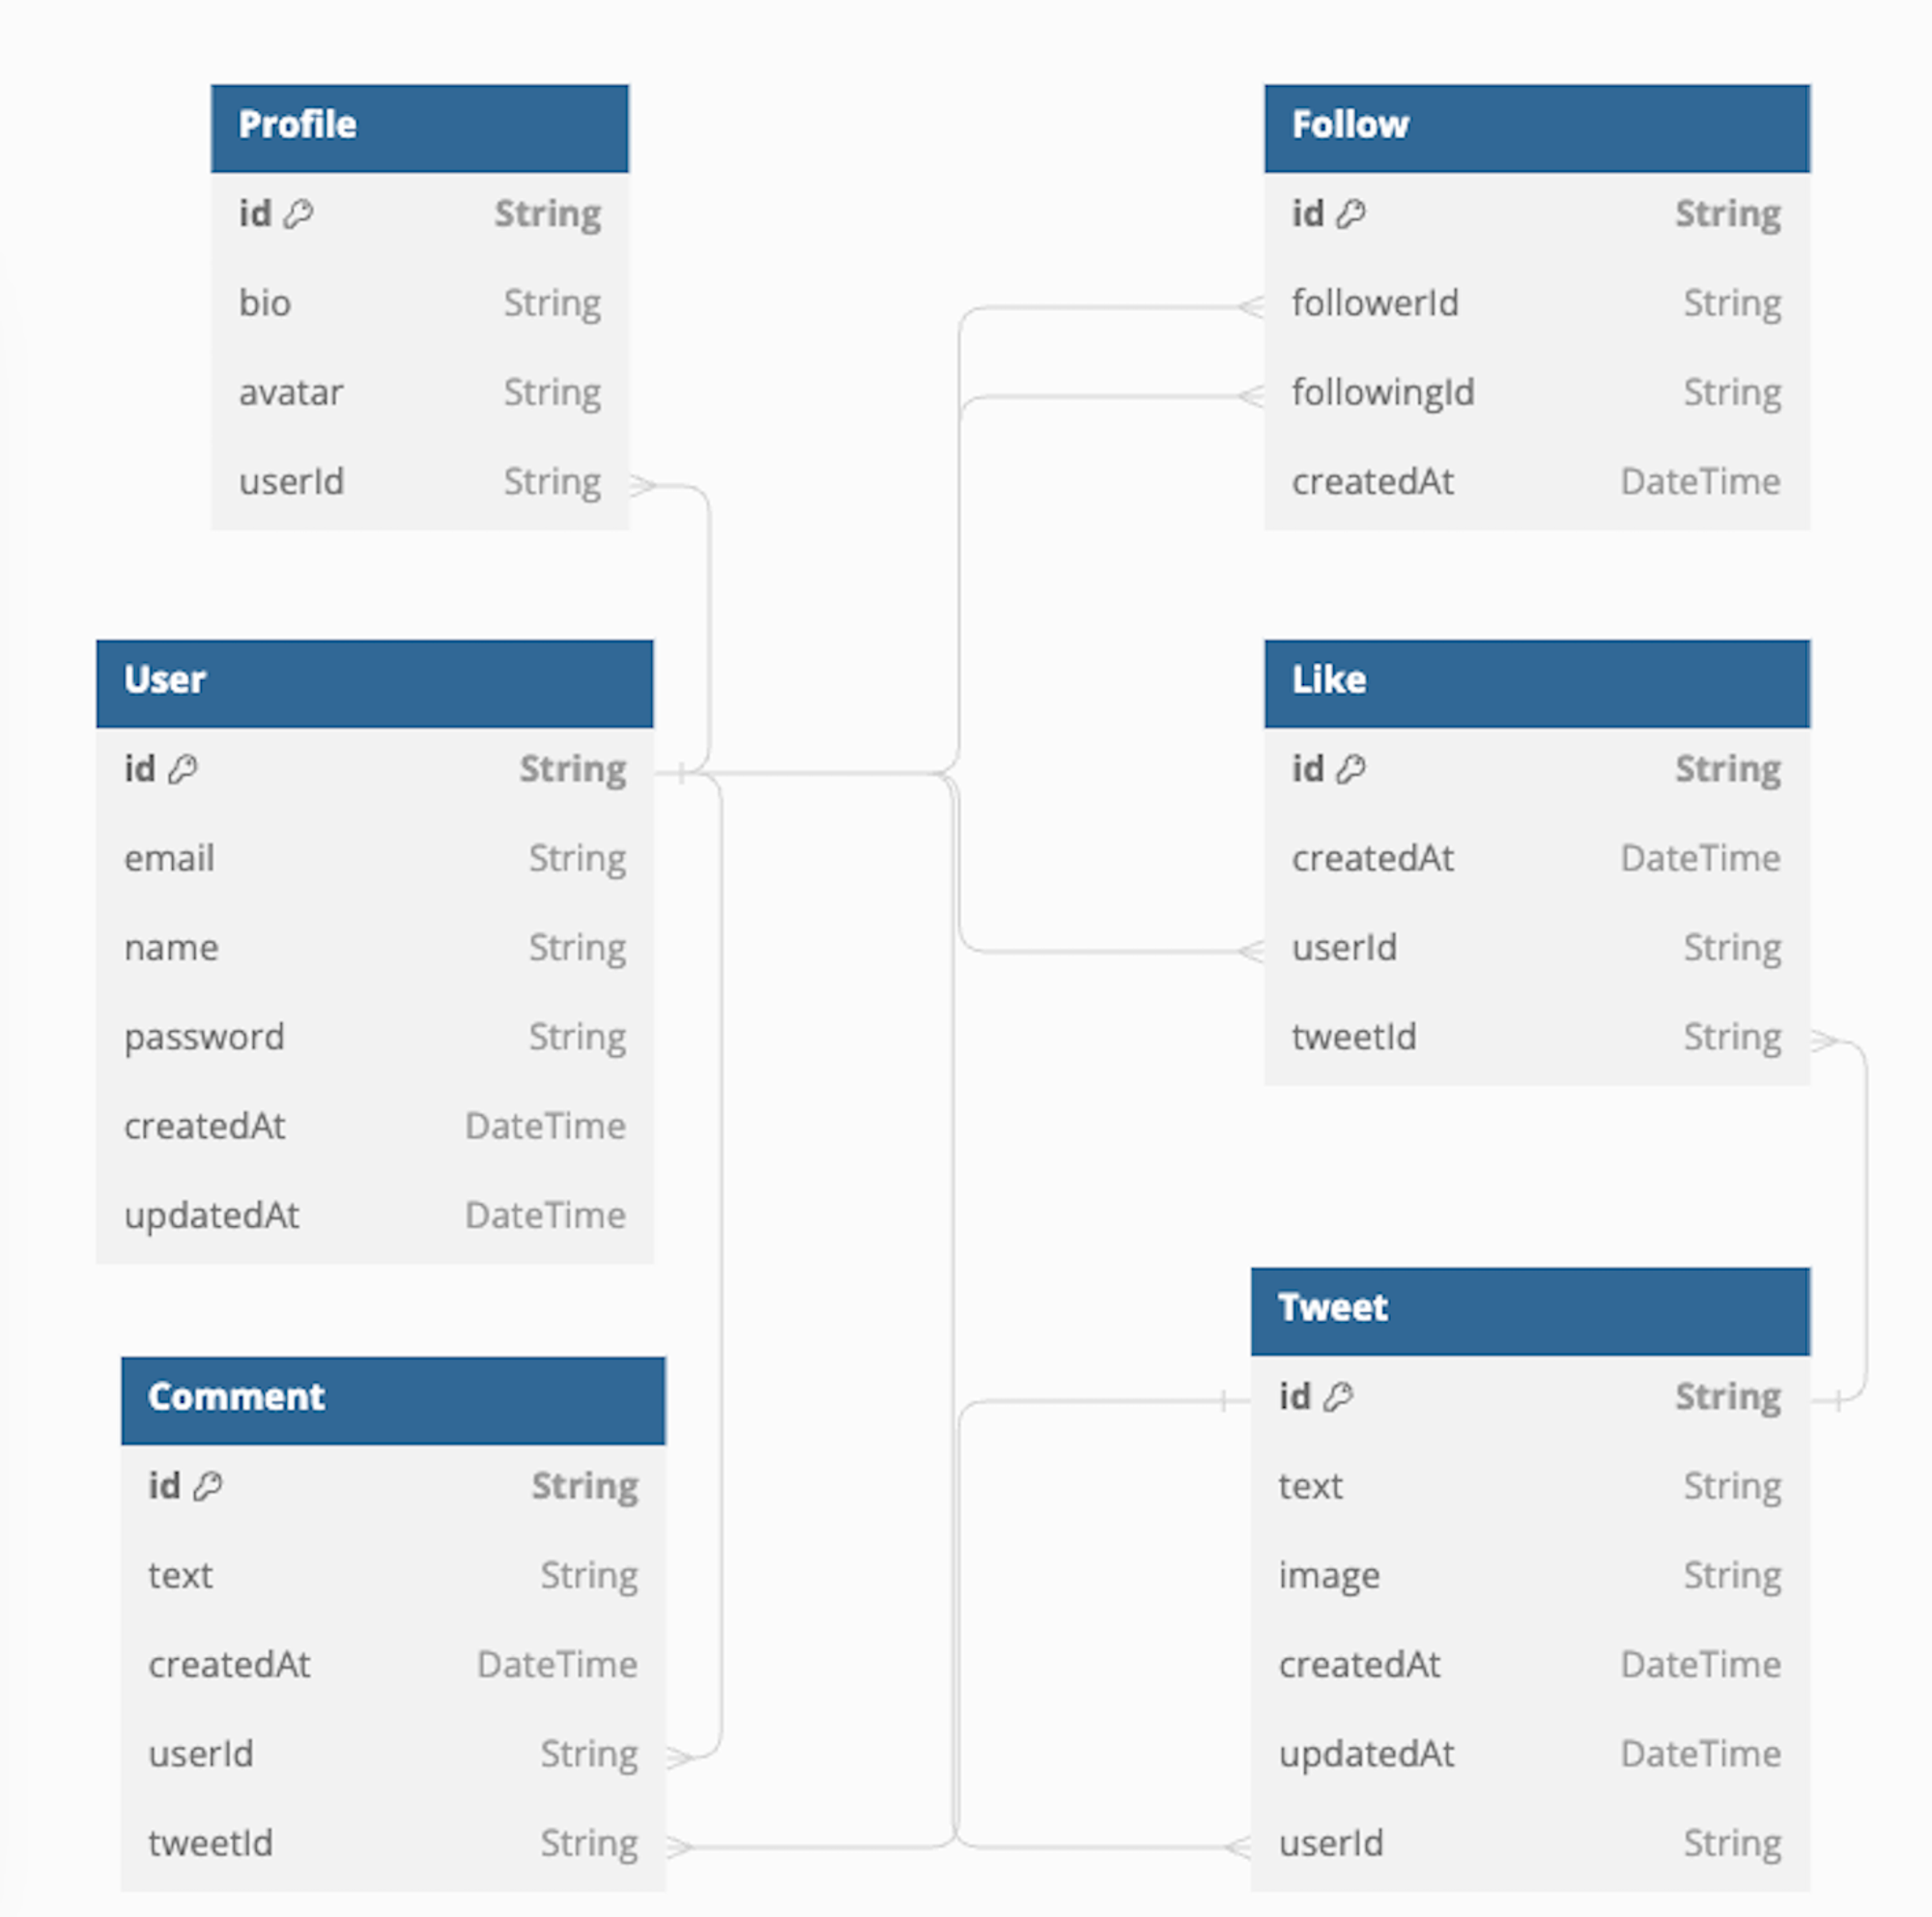 Profile
id String
bio String
avatar String
userId String
Follow
id String
followerId String
followingId String
createdAt DateTime
User
id String
email String
name String
password String
createdAt DateTime
updatedAt DateTime
Like
id String
createdAt DateTime
userId String
tweetId String
Comment
id String
text String
createdAt DateTime
userId String
tweetId String
Tweet
id String
text String
image String
createdAt DateTime
updatedAt DateTime
userId String